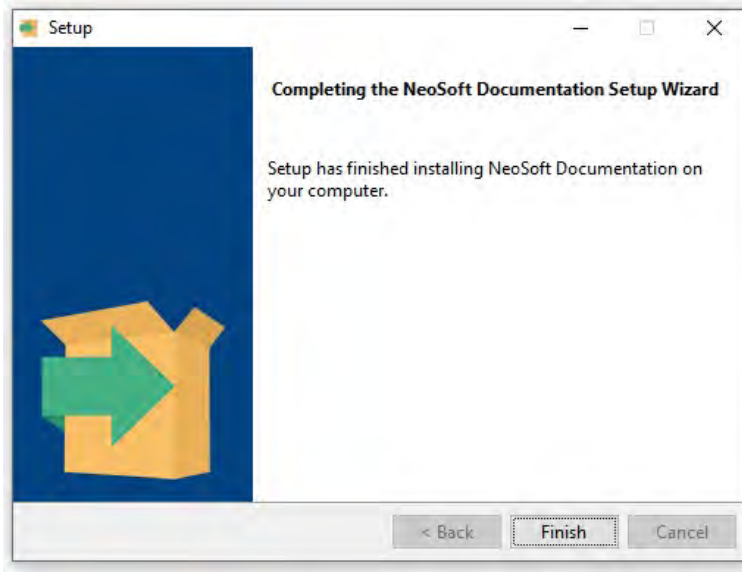 Setup
Completing the NeoSoft Documentation Setup Wizard
Setup has finished installing NeoSoft Documentation on
your computer.
< Back
Finish
Cancel